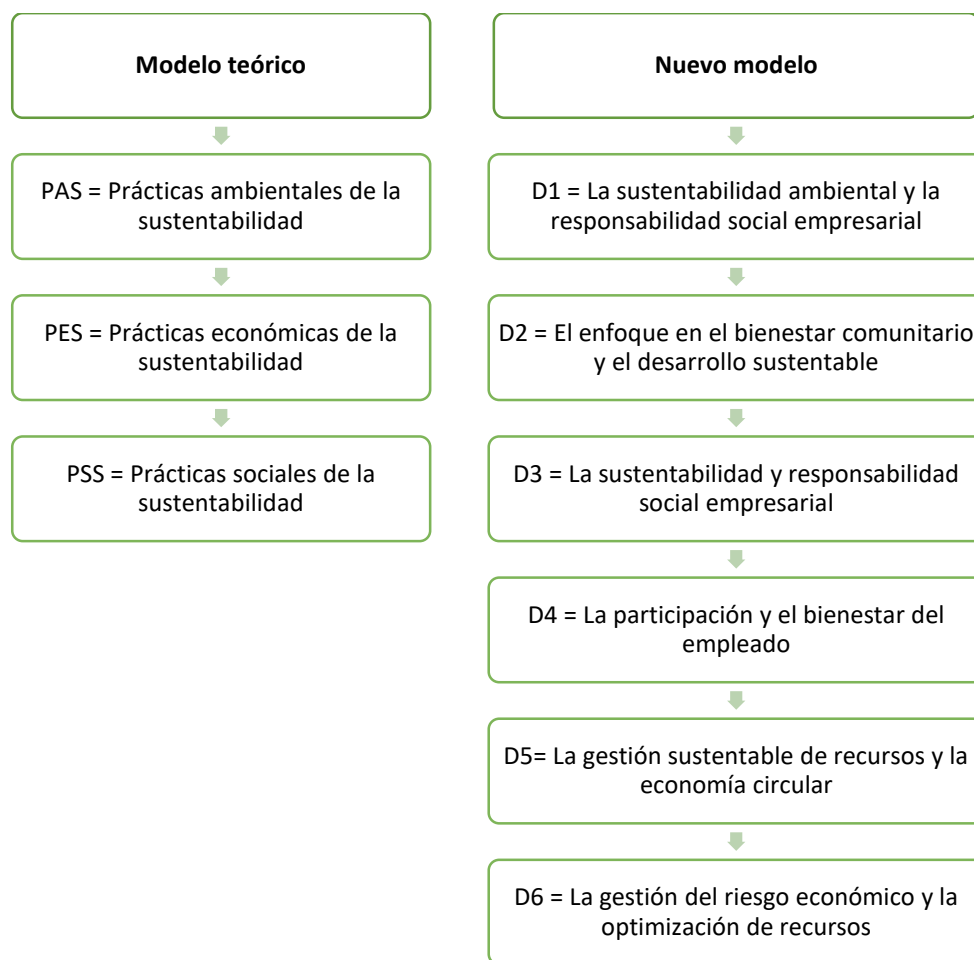 Modelo teórico
PAS = Prácticas ambientales de la
sustentabilidad
PES = Prácticas económicas de la
sustentabilidad
PSS = Prácticas sociales de la
sustentabilidad
Nuevo modelo
D1 = La sustentabilidad ambiental y la
responsabilidad social empresarial
D2 = El enfoque en el bienestar comunitario
y el desarrollo sustentable
D3 = La sustentabilidad y responsabilidad
social empresarial
D4 = La participación y el bienestar del
empleado
D5= La gestión sustentable de recursos y la
economía circular
D6 = La gestión del riesgo económico y la
optimización de recursos